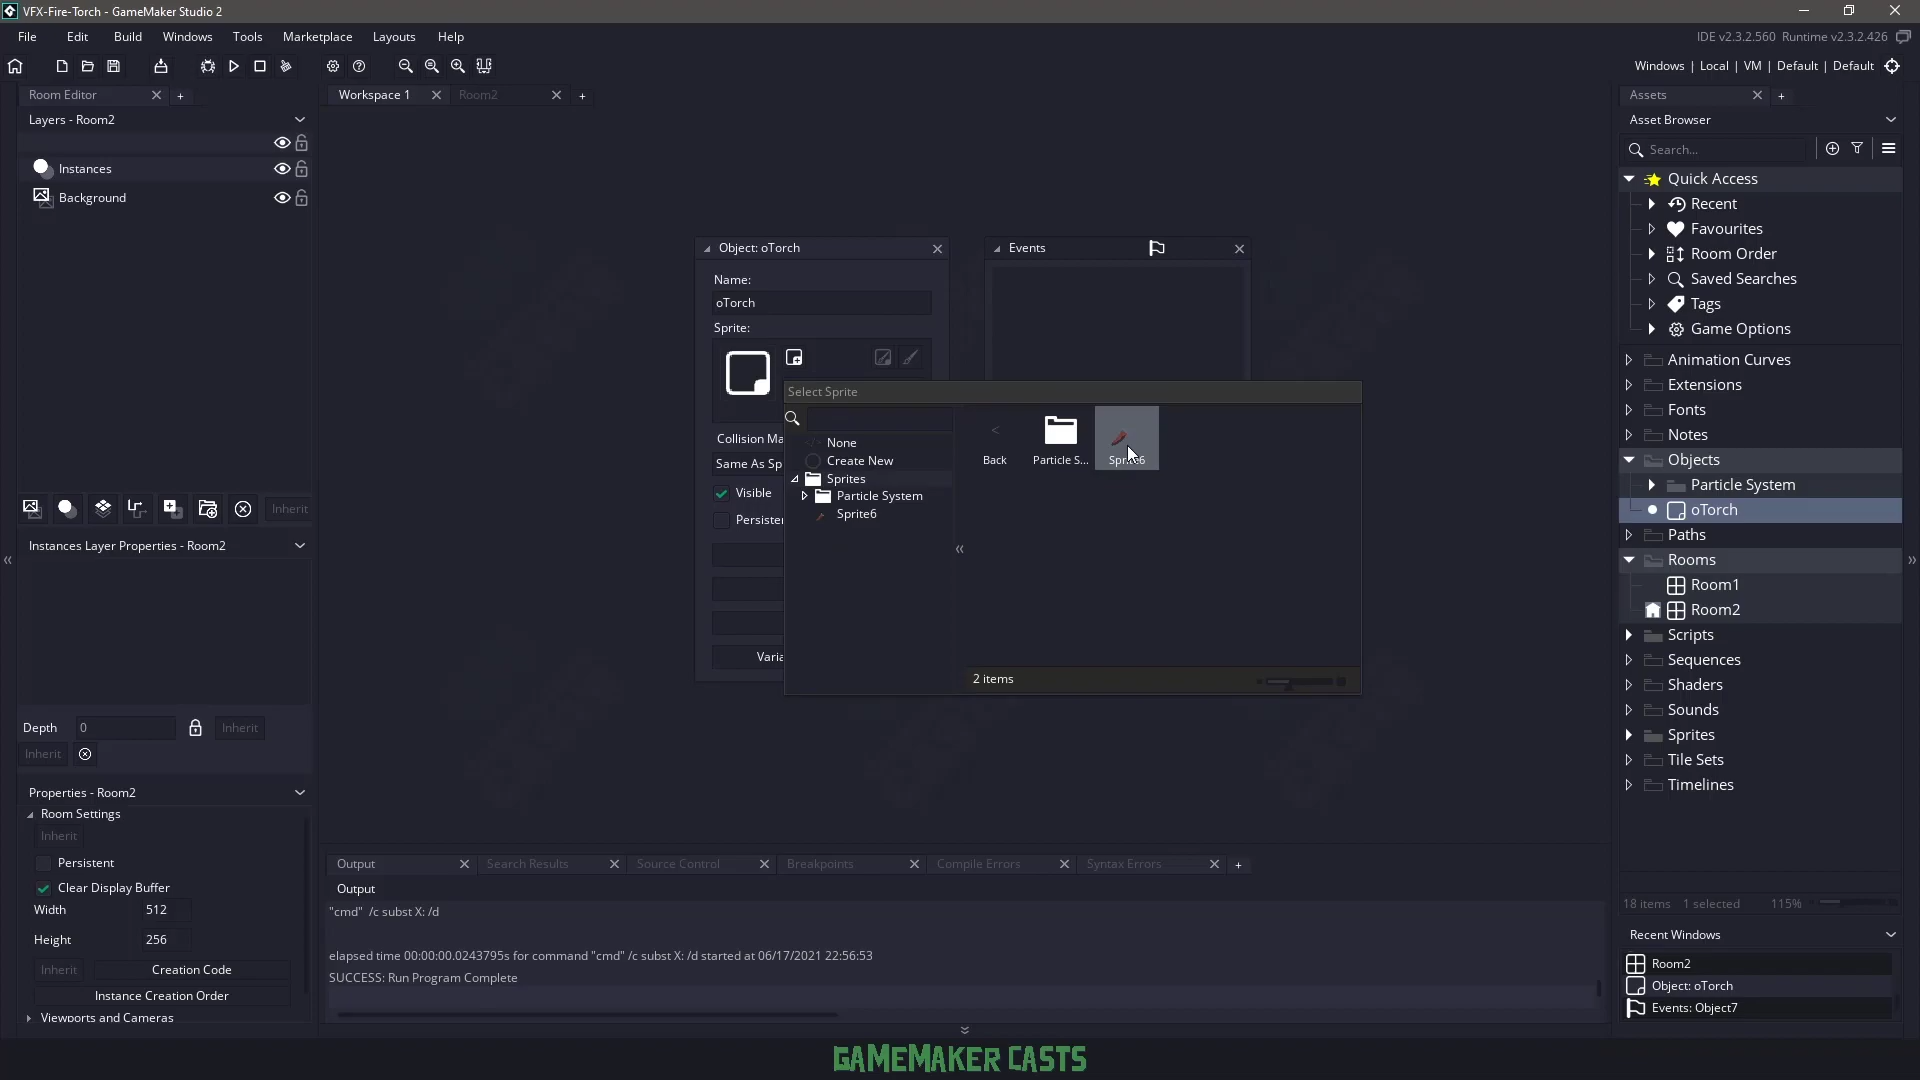 VFX-Fire-Torch - GameMaker Studio 2
File Edit Build Windows Tools Marketplace Layouts Help
IDE v2.3.2.560 Runtime v2.3.2.426
Windows | Local | VM | Default | Default
Room Editor
Workspace 1
Room2
Assets
Layers - Room2
Instances
Background
Inherit
Instances Layer Properties - Room2
Depth 0 Inherit
Inherit
Properties - Room2
Room Settings
Inherit
Persistent
Clear Display Buffer
Width 512
Height 256
Inherit Creation Code
Instance Creation Order
Viewports and Cameras
Object: oTorch
Name:
oTorch
Sprite:
Collision Ma
Same As Sp
Visible
Persister
Varia
Events
Select Sprite
None
Create New
Sprites
Particle System
Sprite6
Back Particle S... Sprite6
2 items
Output Search Results Source Control Breakpoints Compile Errors Syntax Errors
Output
"cmd" /c subst X: /d
elapsed time 00:00:00.0243795s for command "cmd" /c subst X: /d started at 06/17/2021 22:56:53
SUCCESS: Run Program Complete
Asset Browser
Search...
Quick Access
Recent
Favourites
Room Order
Saved Searches
Tags
Game Options
Animation Curves
Extensions
Fonts
Notes
Objects
Particle System
oTorch
Paths
Rooms
Room1
Room2
Scripts
Sequences
Shaders
Sounds
Sprites
Tile Sets
Timelines
18 items 1 selected 115%
Recent Windows
Room2
Object: oTorch
Events: Object7
GAMEMAKER CASTS